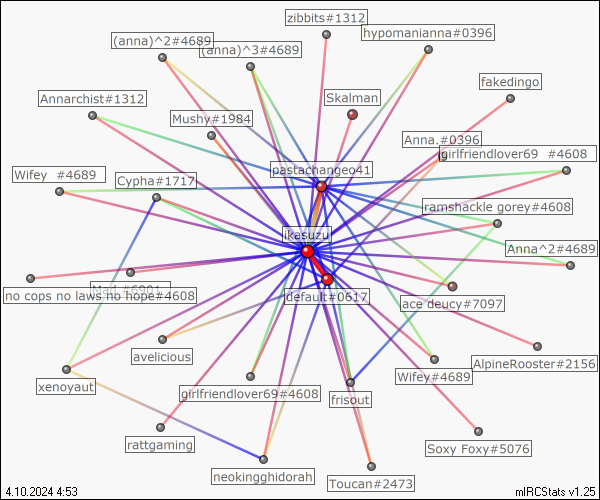 zibbits#1312
hypomanianna#0396
(anna)^2#4689
(anna)^3#4689
fakedingo
Annarchist#1312
Skalman
Mushy#1984
Anna.#0396
girlfriendlover69 #4608
pastachangeo41
Wifey #4689
Cypha#1717
ramshackle gorey#4608
ikasuzu
Anna^2#4689
no cops no laws no hope#4608
default#0617
ace deucy#7097
avelicious
AlpineRooster#2156
xenoyaut
Wifey#4689
girlfriendlover69#4608
frisout
rattgaming
Soxy Foxy#5076
neokingghidorah
Toucan#2473
4.10.2024 4:53
mIRCStats v1.25